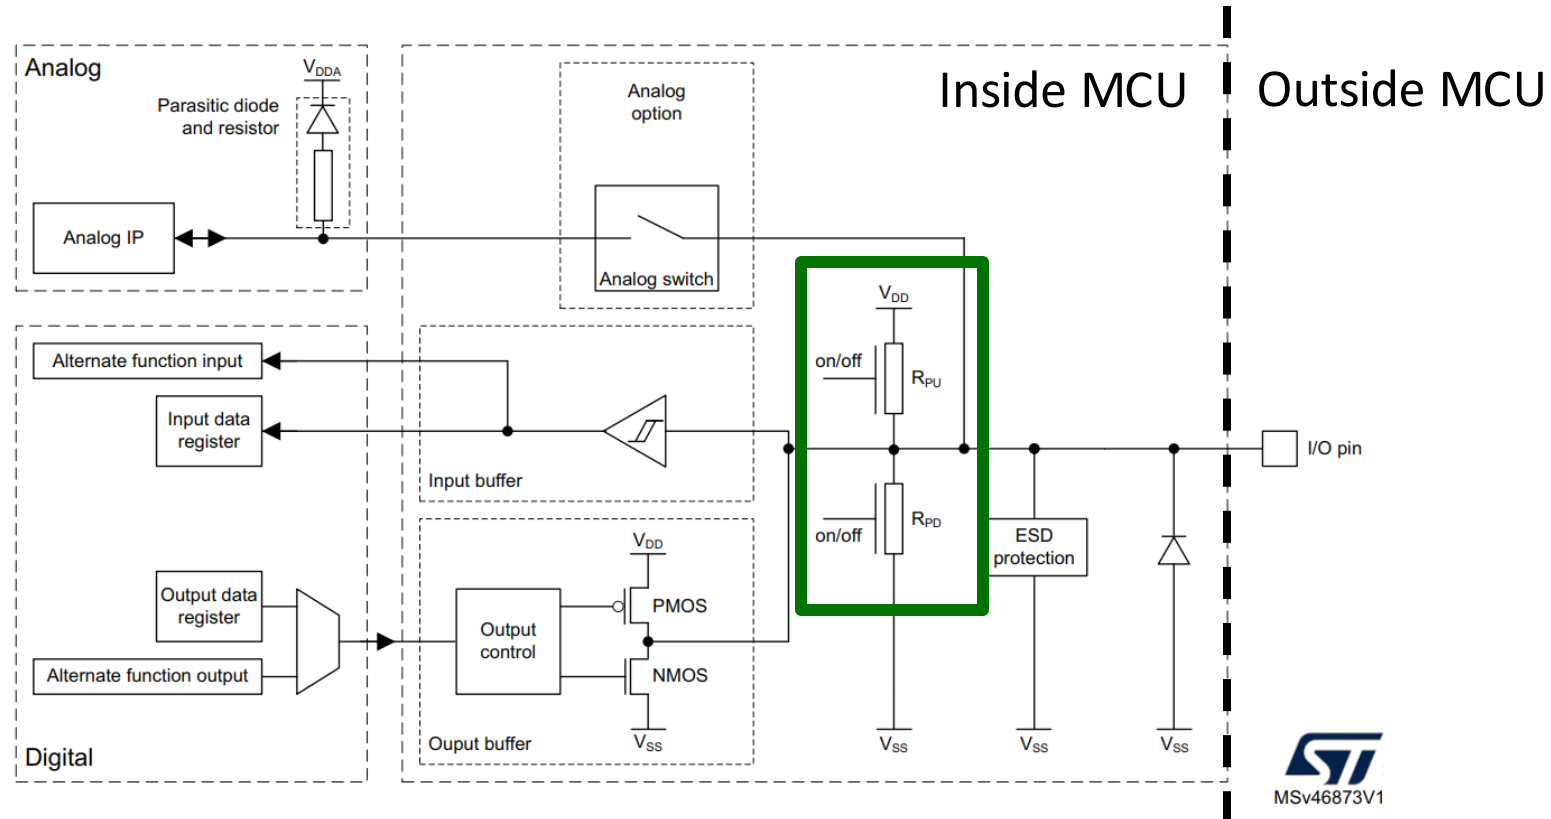 Analog
VDDA
Parasitic diode
and resistor
Analog IP
Analog
option
Analog switch
Inside MCU
Outside MCU
VDD
on/off
RPU
on/off
RPD
Alternate function input
Input data
register
Input buffer
Output data
register
Alternate function output
Digital
Output
control
VDD
PMOS
NMOS
VSS
Ouput buffer
ESD
protection
VSS
VSS
VSS
I/O pin
ST
MSv46873V1